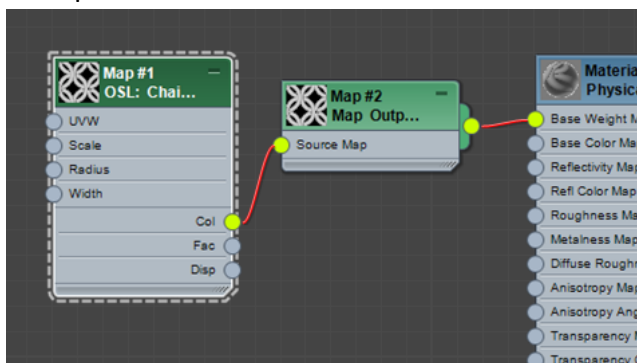 Map #1
OSL: Chai...
UVW
Scale
Radius
Width
Col
Fac
Disp
Map #2
Map Outp...
Source Map
Materia
Physica
Base Weight M
Base Color Ma
Reflectivity Map
Refl Color Map
Roughness Ma
Metalness Map
Diffuse Roughn
Anisotropy Map
Anisotropy Ang
Transparency M
Transparency